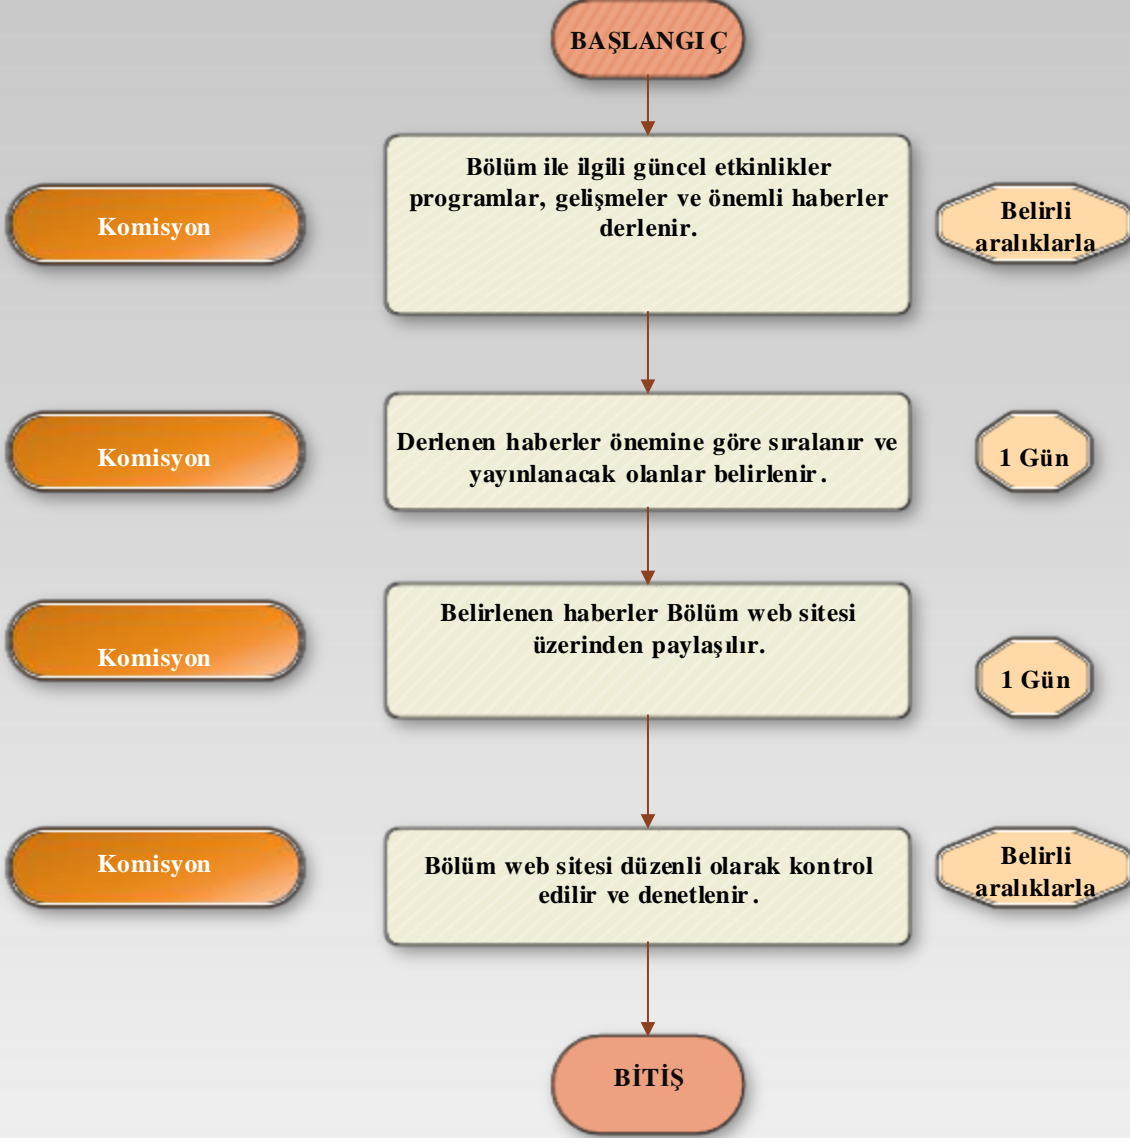 BAŞLANGI Ç
Komisyon
Bölüm ile ilgili güncel etkinlikler
programlar, gelişmeler ve önemli haberler
derlenir.
Belirli
aralıklarla
Komisyon
Derlenen haberler önemine göre sıralanır ve
yayınlanacak olanlar belirlenir.
1 Gün
Komisyon
Belirlenen haberler Bölüm web sitesi
üzerinden paylaşılır.
1 Gün
Komisyon
Bölüm web sitesi düzenli olarak kontrol
edilir ve denetlenir.
Belirli
aralıklarla
BİTİŞ